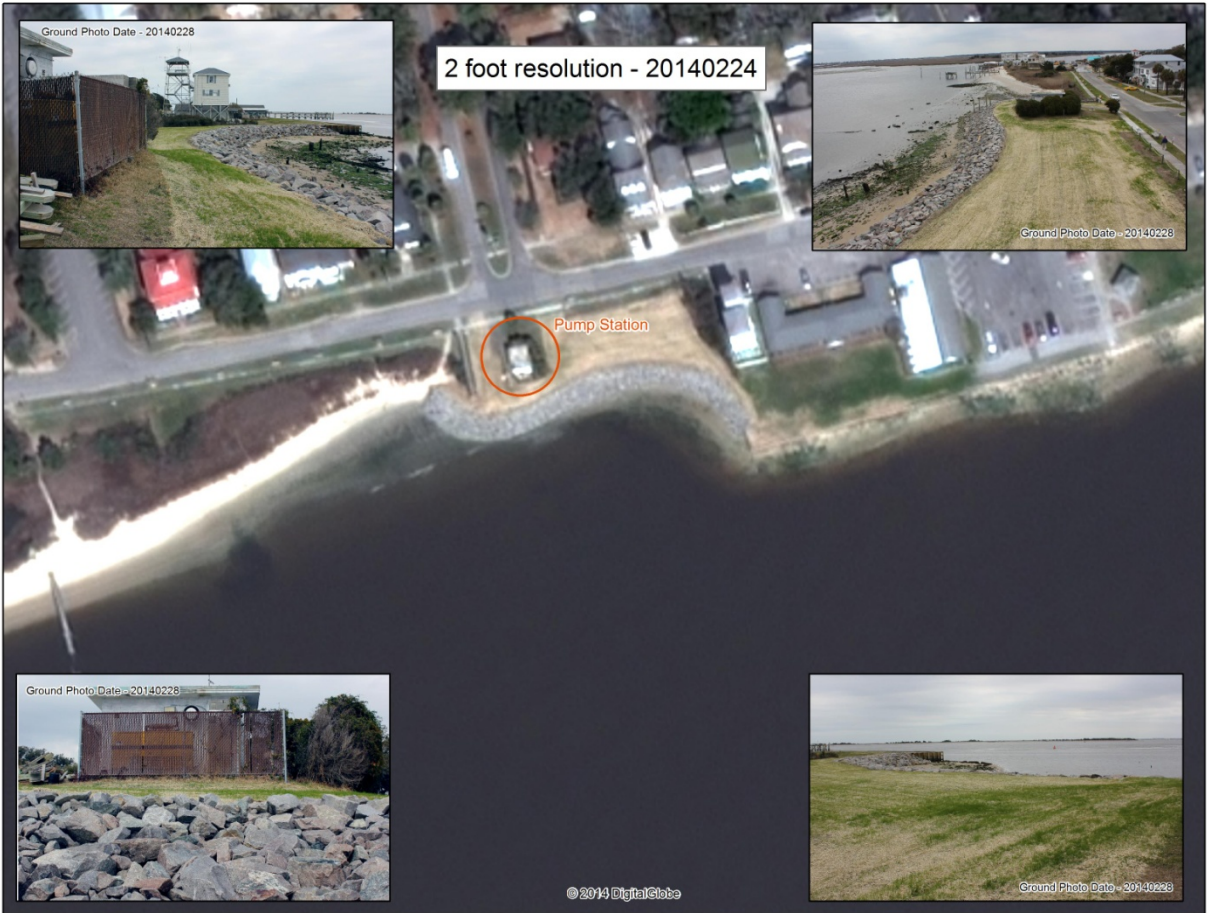 Ground Photo Date - 20140228
2 foot resolution - 20140224
Ground Photo Date - 20140228
Pump Station
Ground Photo Date - 20140228
Ground Photo Date - 20140228
© 2014 DigitalGlobe